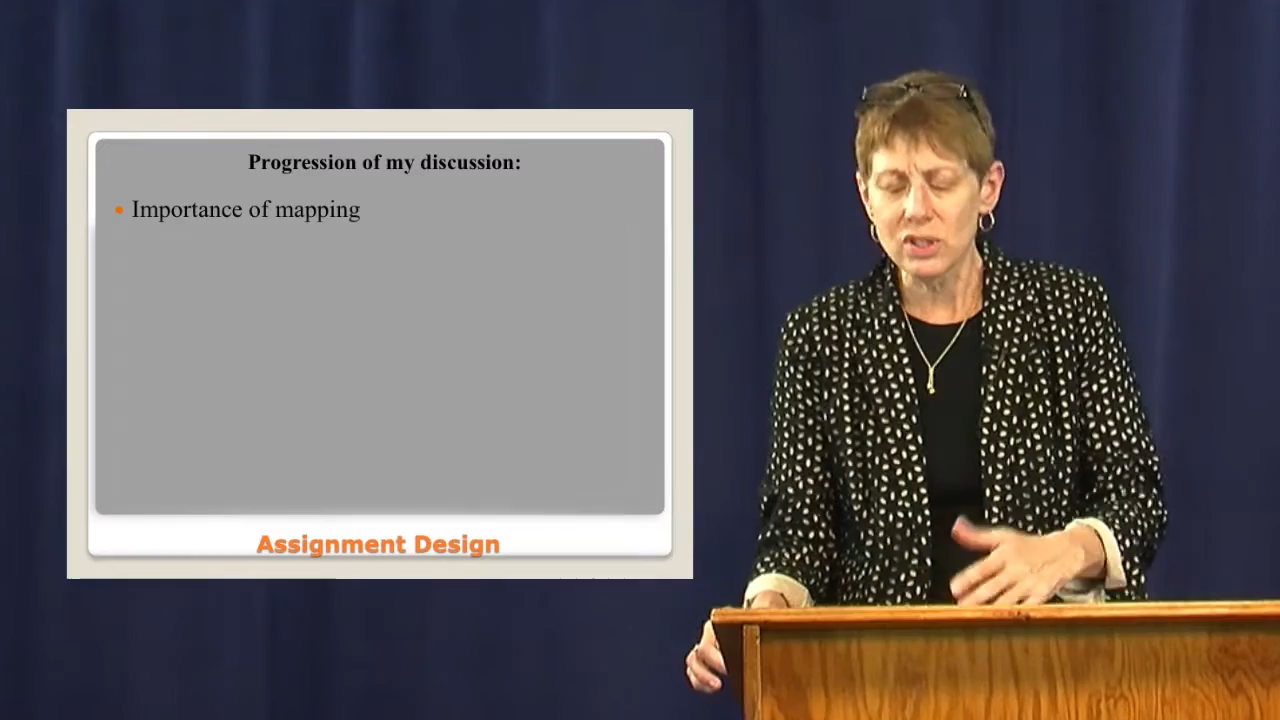 Progression of my discussion:
• Importance of mapping
Assignment Design